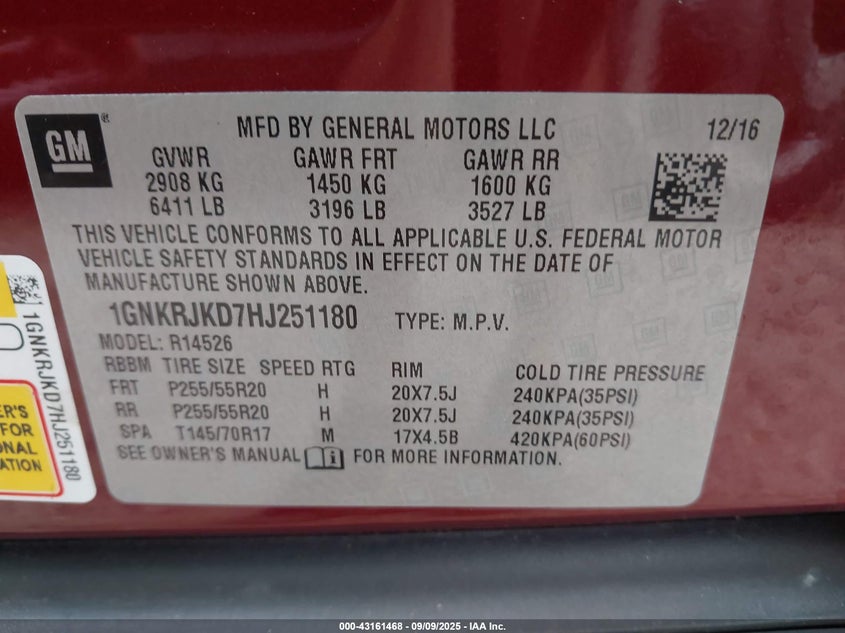 GM
MFD BY GENERAL MOTORS LLC 12/16
GVWR GAWR FRT GAWR RR
2908 KG 1450 KG 1600 KG
6411 LB 3196 LB 3527 LB
THIS VEHICLE CONFORMS TO ALL APPLICABLE U.S. FEDERAL MOTOR
VEHICLE SAFETY STANDARDS IN EFFECT ON THE DATE OF
MANUFACTURE SHOWN ABOVE.
1GNKRJKD7HJ251180 TYPE: M.P.V.
MODEL: R14526
RBBM TIRE SIZE SPEED RTG RIM COLD TIRE PRESSURE
FRT P255/55R20 H 20X7.5J 240KPA(35PSI)
RR P255/55R20 H 20X7.5J 240KPA(35PSI)
SPA T145/70R17 M 17X4.5B 420KPA(60PSI)
SEE OWNER'S MANUAL i FOR MORE INFORMATION.
1GNKRJKD7HJ251180
ER'S
FOR
ONAL
ATION
000-43161468 - 09/09/2025 - IAA Inc.